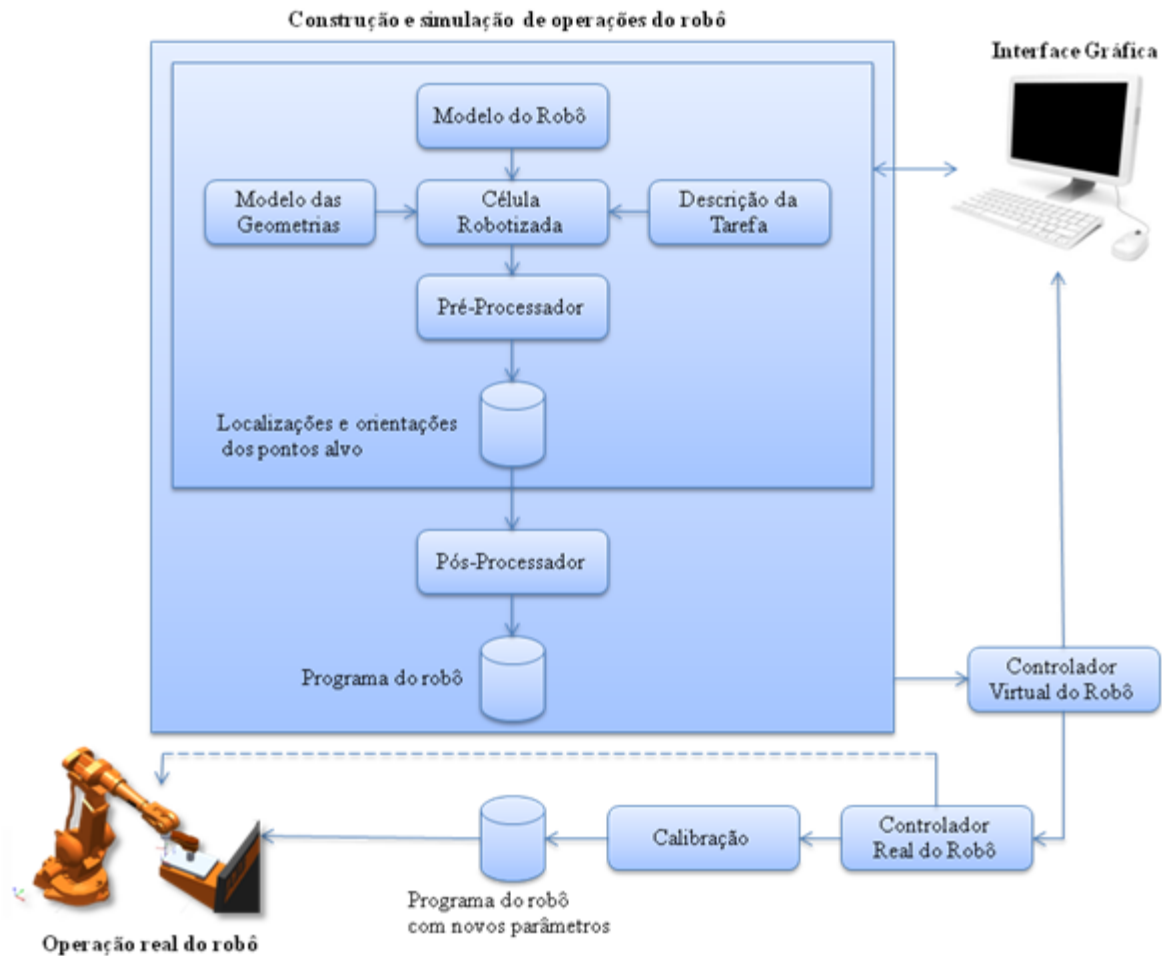 Construção e simulação de operações do robô
Interface Gráfica
Modelo do Robô
Modelo das
Geometrias
Célula
Robotizada
Descrição da
Tarefa
Pré-Processador
Localizações e orientações
dos pontos alvo
Pós-Processador
Programa do robô
Controlador
Virtual do Robô
Calibração
Controlador
Real do Robô
Programa do robô
com novos parâmetros
Operação real do robô